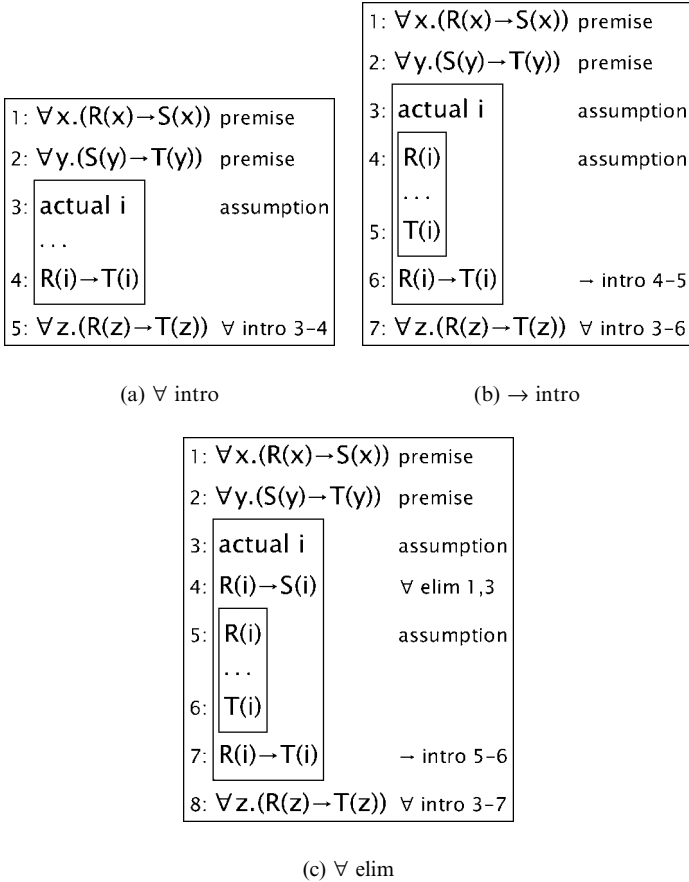 1: ∀x.(R(x)→S(x)) premise
2: ∀y.(S(y)→T(y)) premise
3: actual i assumption
...
4: R(i)→T(i)
5: ∀z.(R(z)→T(z)) ∀ intro 3-4
(a) ∀ intro
1: ∀x.(R(x)→S(x)) premise
2: ∀y.(S(y)→T(y)) premise
3: actual i assumption
4: R(i) assumption
...
5: T(i)
6: R(i)→T(i) → intro 4-5
7: ∀z.(R(z)→T(z)) ∀ intro 3-6
(b) → intro
1: ∀x.(R(x)→S(x)) premise
2: ∀y.(S(y)→T(y)) premise
3: actual i assumption
4: R(i)→S(i) ∀ elim 1,3
5: R(i) assumption
...
6: T(i)
7: R(i)→T(i) → intro 5-6
8: ∀z.(R(z)→T(z)) ∀ intro 3-7
(c) ∀ elim